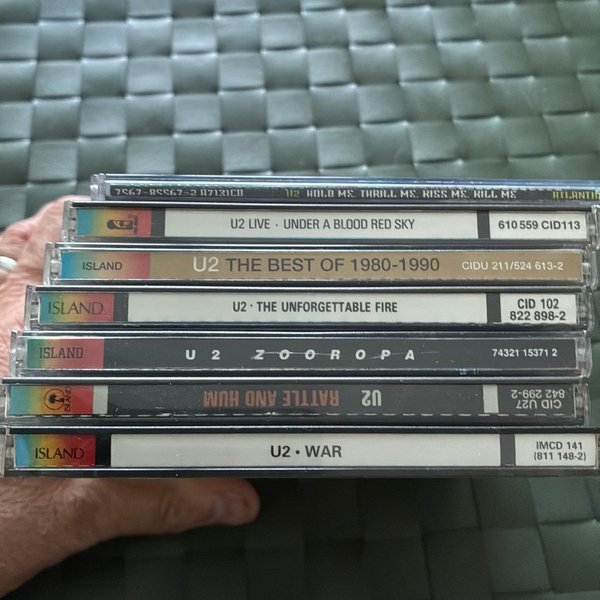 7567-85567-2 A7131CD U2 HOLD ME, THRILL ME, KISS ME, KILL ME ATLANTIC
U2 LIVE · UNDER A BLOOD RED SKY 610 559 CID113
ISLAND U2 THE BEST OF 1980-1990 CIDU 211/524 613-2
ISLAND U2 · THE UNFORGETTABLE FIRE CID 102
822 898-2
ISLAND U2 ZOOROPA 74321 15371 2
ISLAND U2 RATTLE AND HUM CID U27
842 299-2
ISLAND U2 • WAR IMCD 141
(811 148-2)